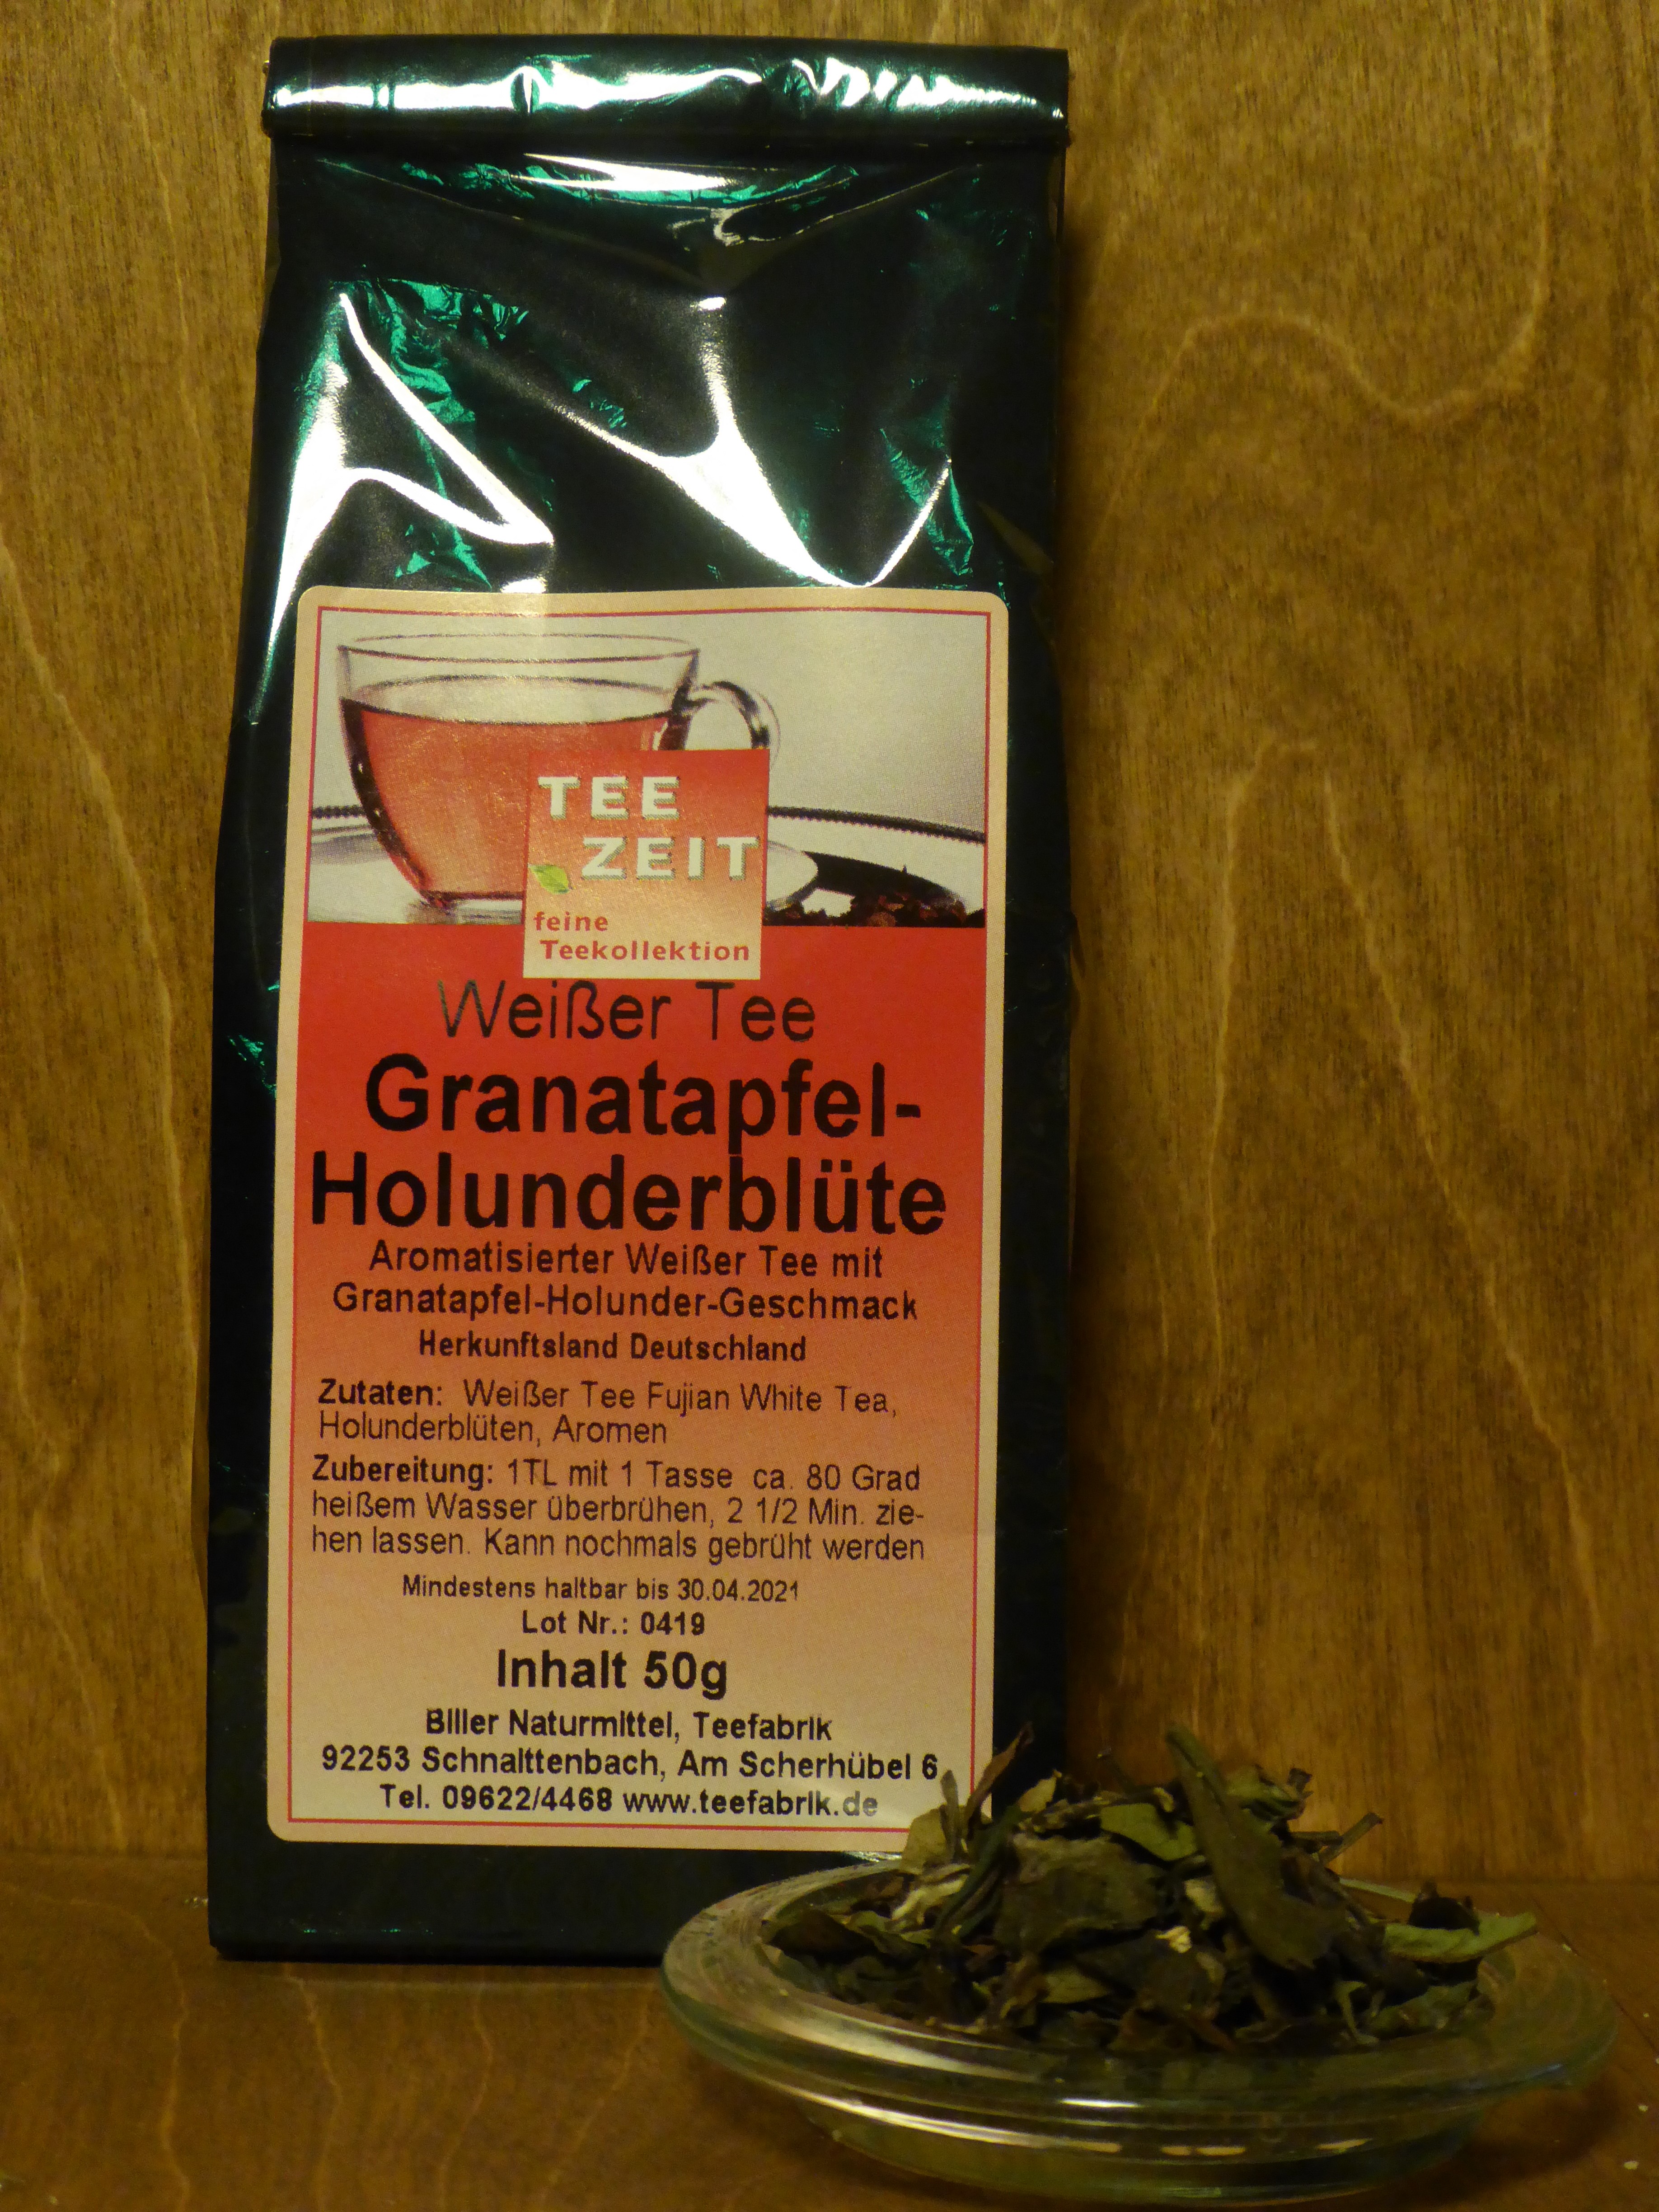 TEE
ZEIT
feine
Teekollektion
Weißer Tee
Granatapfel-
Holunderblüte
Aromatisierter Weißer Tee mit
Granatapfel-Holunder-Geschmack
Herkunftsland Deutschland
Zutaten: Weißer Tee Fujian White Tea,
Holunderblüten, Aromen
Zubereitung: 1TL mit 1 Tasse ca. 80 Grad
heißem Wasser überbrühen, 2 1/2 Min. zie-
hen lassen. Kann nochmals gebrüht werden
Mindestens haltbar bis 30.04.2021
Lot Nr.: 0419
Inhalt 50g
Biller Naturmittel, Teefabrik
92253 Schnaittenbach, Am Scherhübel 6
Tel. 09622/4468 www.teefabrik.de